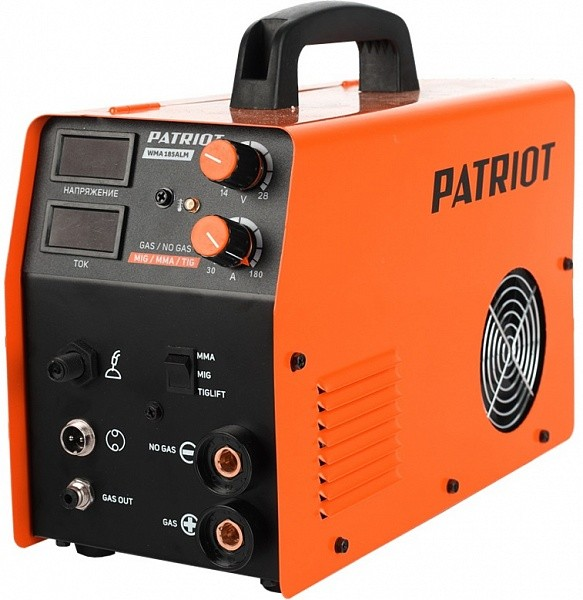 PATRIOT
WMA 185ALM
НАПРЯЖЕНИЕ
14 V 28
ТОК
GAS / NO GAS
MIG / MMA / TIG
30 A 180
MMA
MIG
TIGLIFT
NO GAS
GAS OUT
GAS
PATRIOT